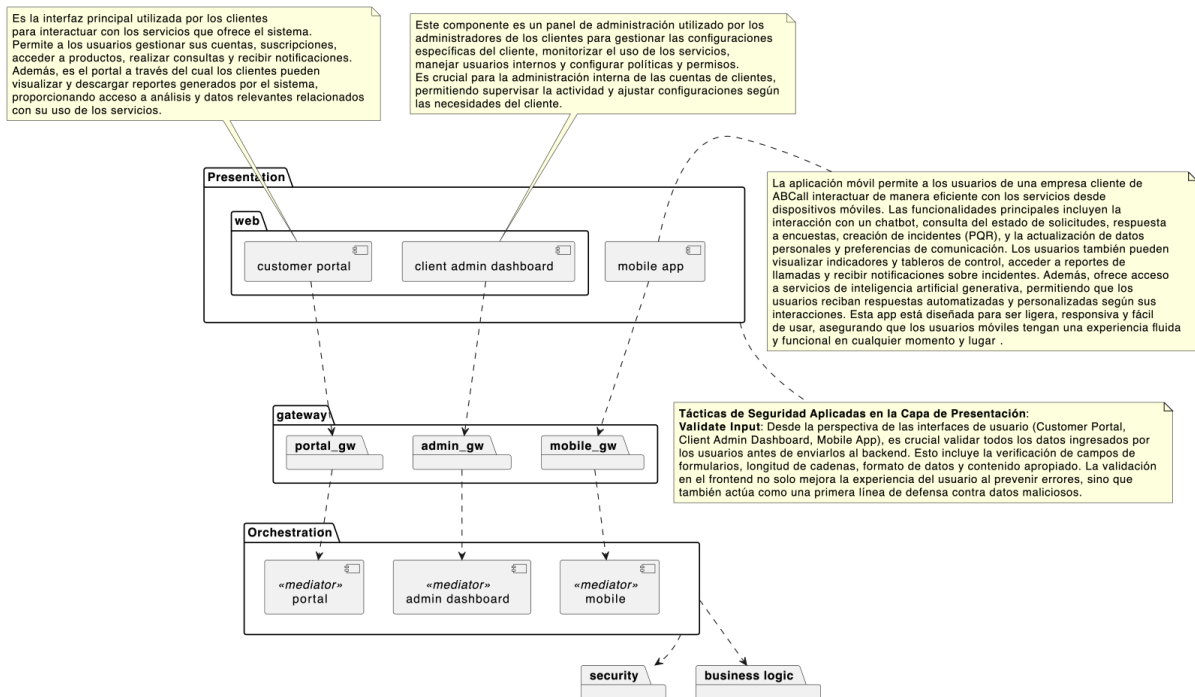 Es la interfaz principal utilizada por los clientes
para interactuar con los servicios que ofrece el sistema.
Permite a los usuarios gestionar sus cuentas, suscripciones,
acceder a productos, realizar consultas y recibir notificaciones.
Además, es el portal a través del cual los clientes pueden
visualizar y descargar reportes generados por el sistema,
proporcionando acceso a análisis y datos relevantes relacionados
con su uso de los servicios.
Este componente es un panel de administración utilizado por los
administradores de los clientes para gestionar las configuraciones
específicas del cliente, monitorizar el uso de los servicios,
manejar usuarios internos y configurar políticas y permisos.
Es crucial para la administración interna de las cuentas de clientes,
permitiendo supervisar la actividad y ajustar configuraciones según
las necesidades del cliente.
Presentation
web
customer portal
client admin dashboard
mobile app
La aplicación móvil permite a los usuarios de una empresa cliente de
ABCall interactuar de manera eficiente con los servicios desde
dispositivos móviles. Las funcionalidades principales incluyen la
interacción con un chatbot, consulta del estado de solicitudes, respuesta
a encuestas, creación de incidentes (PQR), y la actualización de datos
personales y preferencias de comunicación. Los usuarios también pueden
visualizar indicadores y tableros de control, acceder a reportes de
llamadas y recibir notificaciones sobre incidentes. Además, ofrece acceso
a servicios de inteligencia artificial generativa, permitiendo que los
usuarios reciban respuestas automatizadas y personalizadas según sus
interacciones. Esta app está diseñada para ser ligera, responsiva y fácil
de usar, asegurando que los usuarios móviles tengan una experiencia fluida
y funcional en cualquier momento y lugar .
Tácticas de Seguridad Aplicadas en la Capa de Presentación:
Validate Input: Desde la perspectiva de las interfaces de usuario (Customer Portal,
Client Admin Dashboard, Mobile App), es crucial validar todos los datos ingresados por
los usuarios antes de enviarlos al backend. Esto incluye la verificación de campos de
formularios, longitud de cadenas, formato de datos y contenido apropiado. La validación
en el frontend no solo mejora la experiencia del usuario al prevenir errores, sino que
también actúa como una primera línea de defensa contra datos maliciosos.
gateway
portal_gw
admin_gw
mobile_gw
Orchestration
«mediator»
portal
«mediator»
admin dashboard
«mediator»
mobile
security
business logic